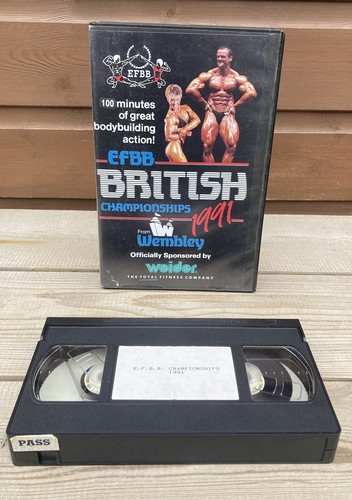 EFBB
100 minutes
of great
bodybuilding
action!
EFBB
BRITISH
CHAMPIONSHIPS
1991
From
Wembley
Officially Sponsored by
weider
THE TOTAL FITNESS COMPANY
E.F.B.B. CHAMPIONSHIPS
1991
PASS